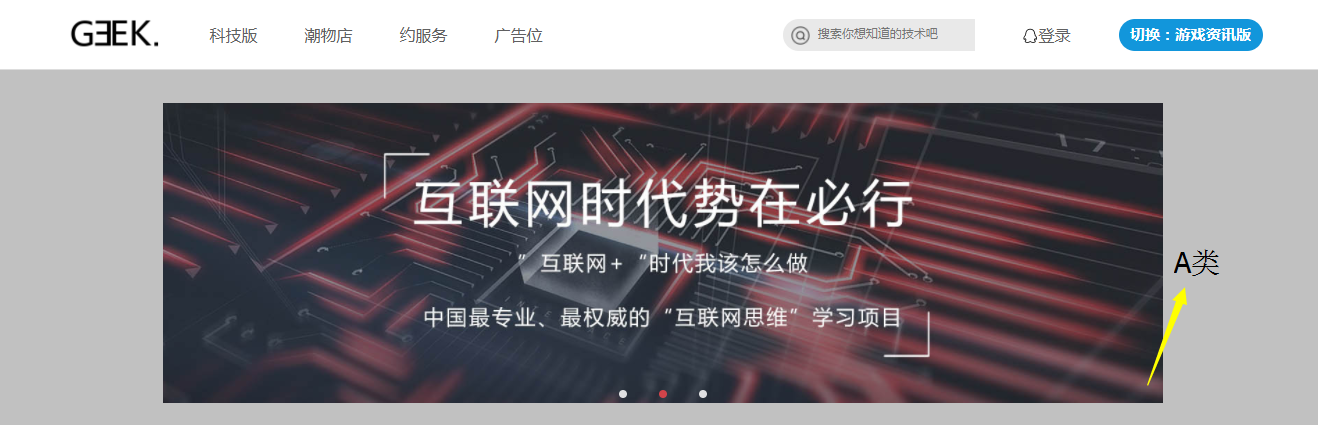 GEEK.
科技版
潮物店
约服务
广告位
搜索你想知道的技术吧
登录
切换：游戏资讯版
17
互联网时代势在必行
”互联网+“时代我该怎么做
中国最专业、最权威的“互联网思维”学习项目
A类